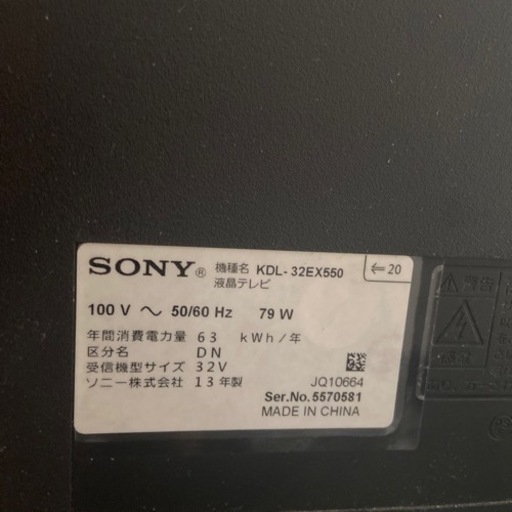 SONY® 機種名 KDL-32EX550
液晶テレビ
⇐20
100 V ～ 50/60 Hz 79 W
年間消費電力量 63 kWh/年
区分名 DN
受信機型サイズ 32V
ソニー株式会社 13年製
JQ10664
Ser.No.5570581
MADE IN CHINA
警告